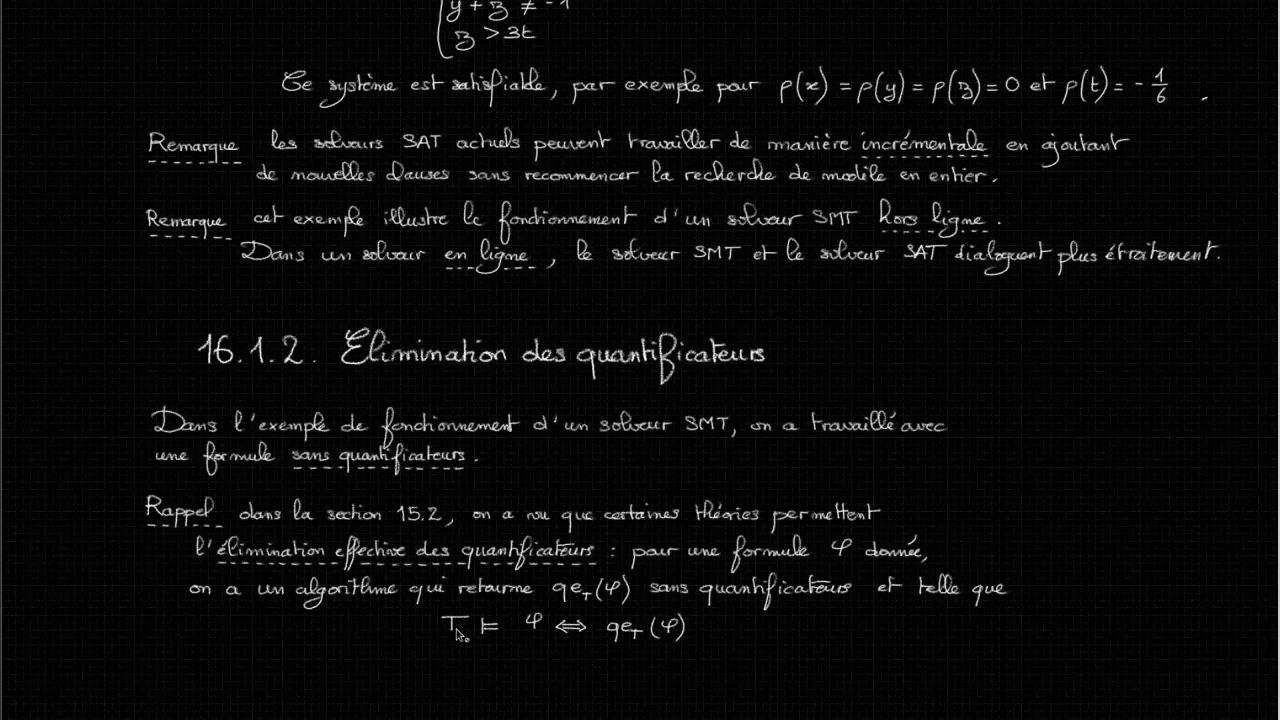 y + z ≠ -1
z > 3t
Ce système est satisfiable, par exemple pour ρ(x) = ρ(y) = ρ(z) = 0 et ρ(t) = - 1/6 .
Remarque les solveurs SAT actuels peuvent travailler de manière incrémentale en ajoutant
de nouvelles clauses sans recommencer la recherche de modèle en entier.
Remarque cet exemple illustre le fonctionnement d'un solveur SMT hors ligne.
Dans un solveur en ligne, le solveur SMT et le solveur SAT dialoguent plus étroitement.
16.1.2. Elimination des quantificateurs
Dans l'exemple de fonctionnement d'un solveur SMT, on a travaillé avec
une formule sans quantificateurs.
Rappel dans la section 15.2, on a vu que certaines théories permettent
l'élimination effective des quantificateurs : pour une formule φ donnée,
on a un algorithme qui retourne qe_T(φ) sans quantificateurs et telle que
T ⊨ φ ⇔ qe_T(φ)